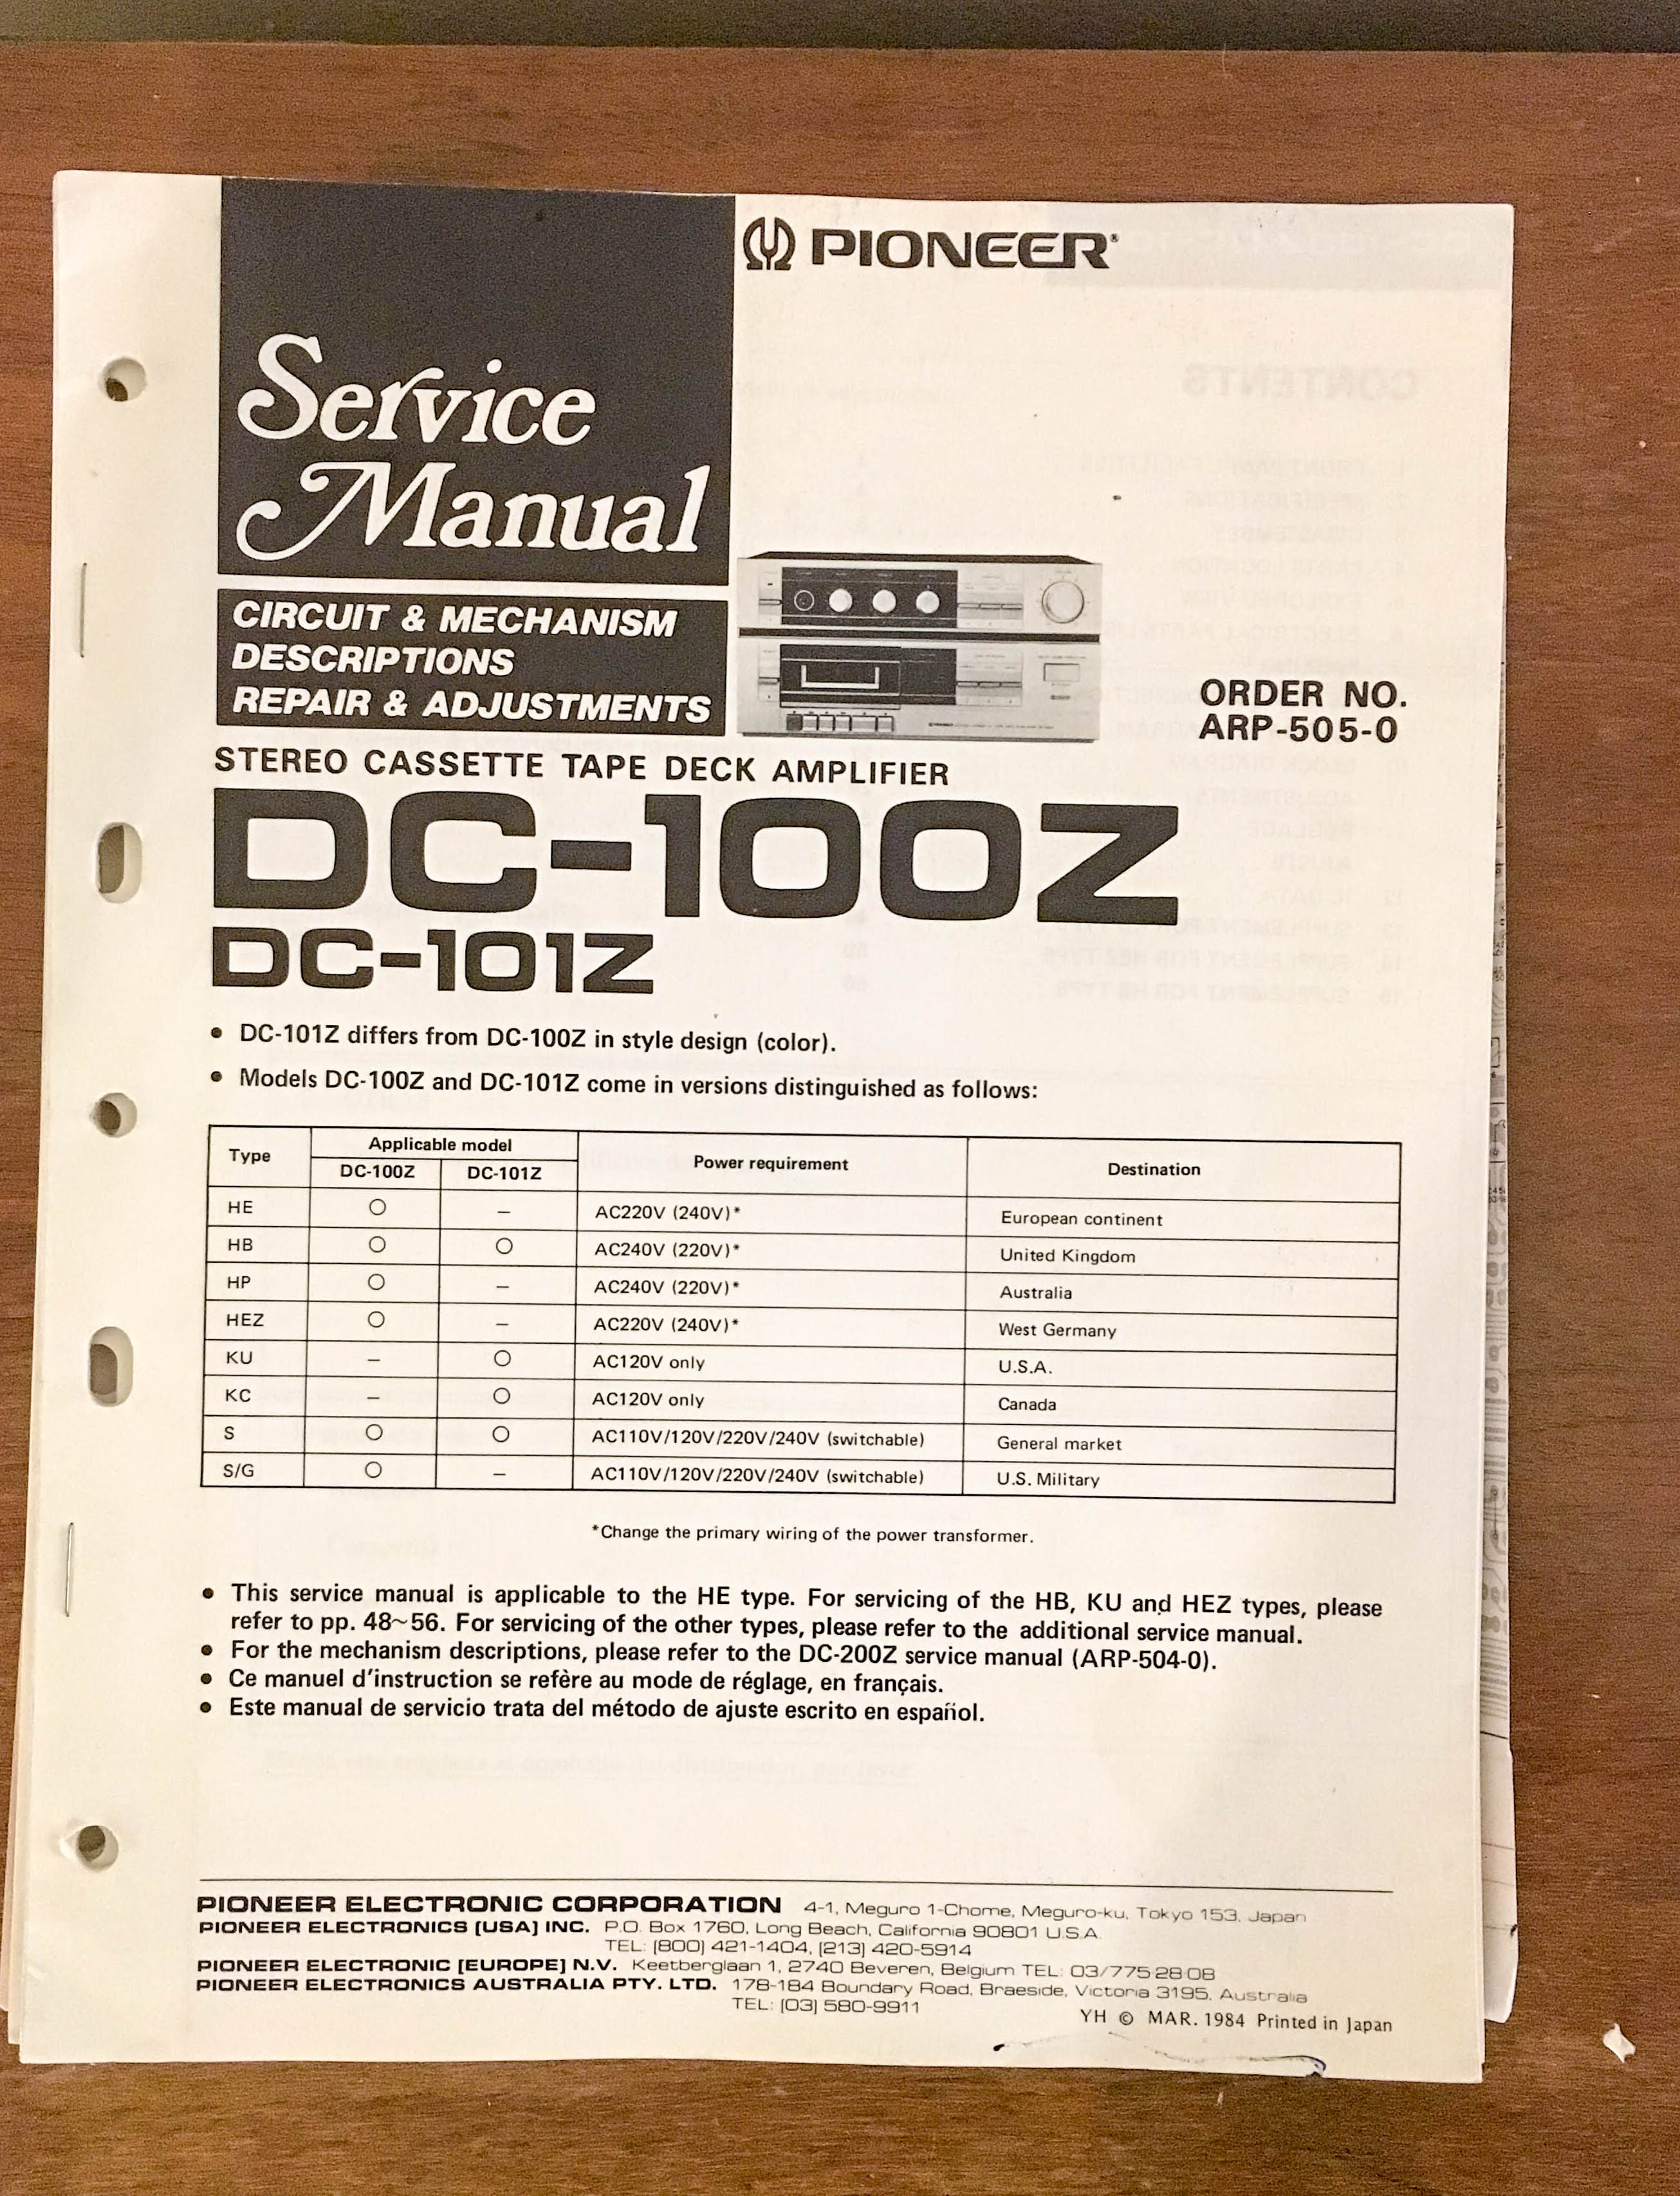 PIONEER®
Service
Manual
CIRCUIT & MECHANISM
DESCRIPTIONS
REPAIR & ADJUSTMENTS
ORDER NO.
ARP-505-0
STEREO CASSETTE TAPE DECK AMPLIFIER
DC-100Z
DC-101Z
• DC-101Z differs from DC-100Z in style design (color).
• Models DC-100Z and DC-101Z come in versions distinguished as follows:
Type Applicable model Power requirement Destination
DC-100Z DC-101Z
HE ○ – AC220V (240V)* European continent
HB ○ ○ AC240V (220V)* United Kingdom
HP ○ – AC240V (220V)* Australia
HEZ ○ – AC220V (240V)* West Germany
KU – ○ AC120V only U.S.A.
KC – ○ AC120V only Canada
S ○ ○ AC110V/120V/220V/240V (switchable) General market
S/G ○ – AC110V/120V/220V/240V (switchable) U.S. Military
*Change the primary wiring of the power transformer.
• This service manual is applicable to the HE type. For servicing of the HB, KU and HEZ types, please
refer to pp. 48~56. For servicing of the other types, please refer to the additional service manual.
• For the mechanism descriptions, please refer to the DC-200Z service manual (ARP-504-0).
• Ce manuel d'instruction se refère au mode de réglage, en français.
• Este manual de servicio trata del método de ajuste escrito en español.
PIONEER ELECTRONIC CORPORATION 4-1, Meguro 1-Chome, Meguro-ku, Tokyo 153, Japan
PIONEER ELECTRONICS [USA] INC. P.O. Box 1760, Long Beach, California 90801 U.S.A.
TEL: [800] 421-1404, [213] 420-5914
PIONEER ELECTRONIC [EUROPE] N.V. Keetberglaan 1, 2740 Beveren, Belgium TEL: 03/775·28·08
PIONEER ELECTRONICS AUSTRALIA PTY. LTD. 178-184 Boundary Road, Braeside, Victoria 3195, Australia
TEL: [03] 580-9911
YH © MAR. 1984 Printed in Japan